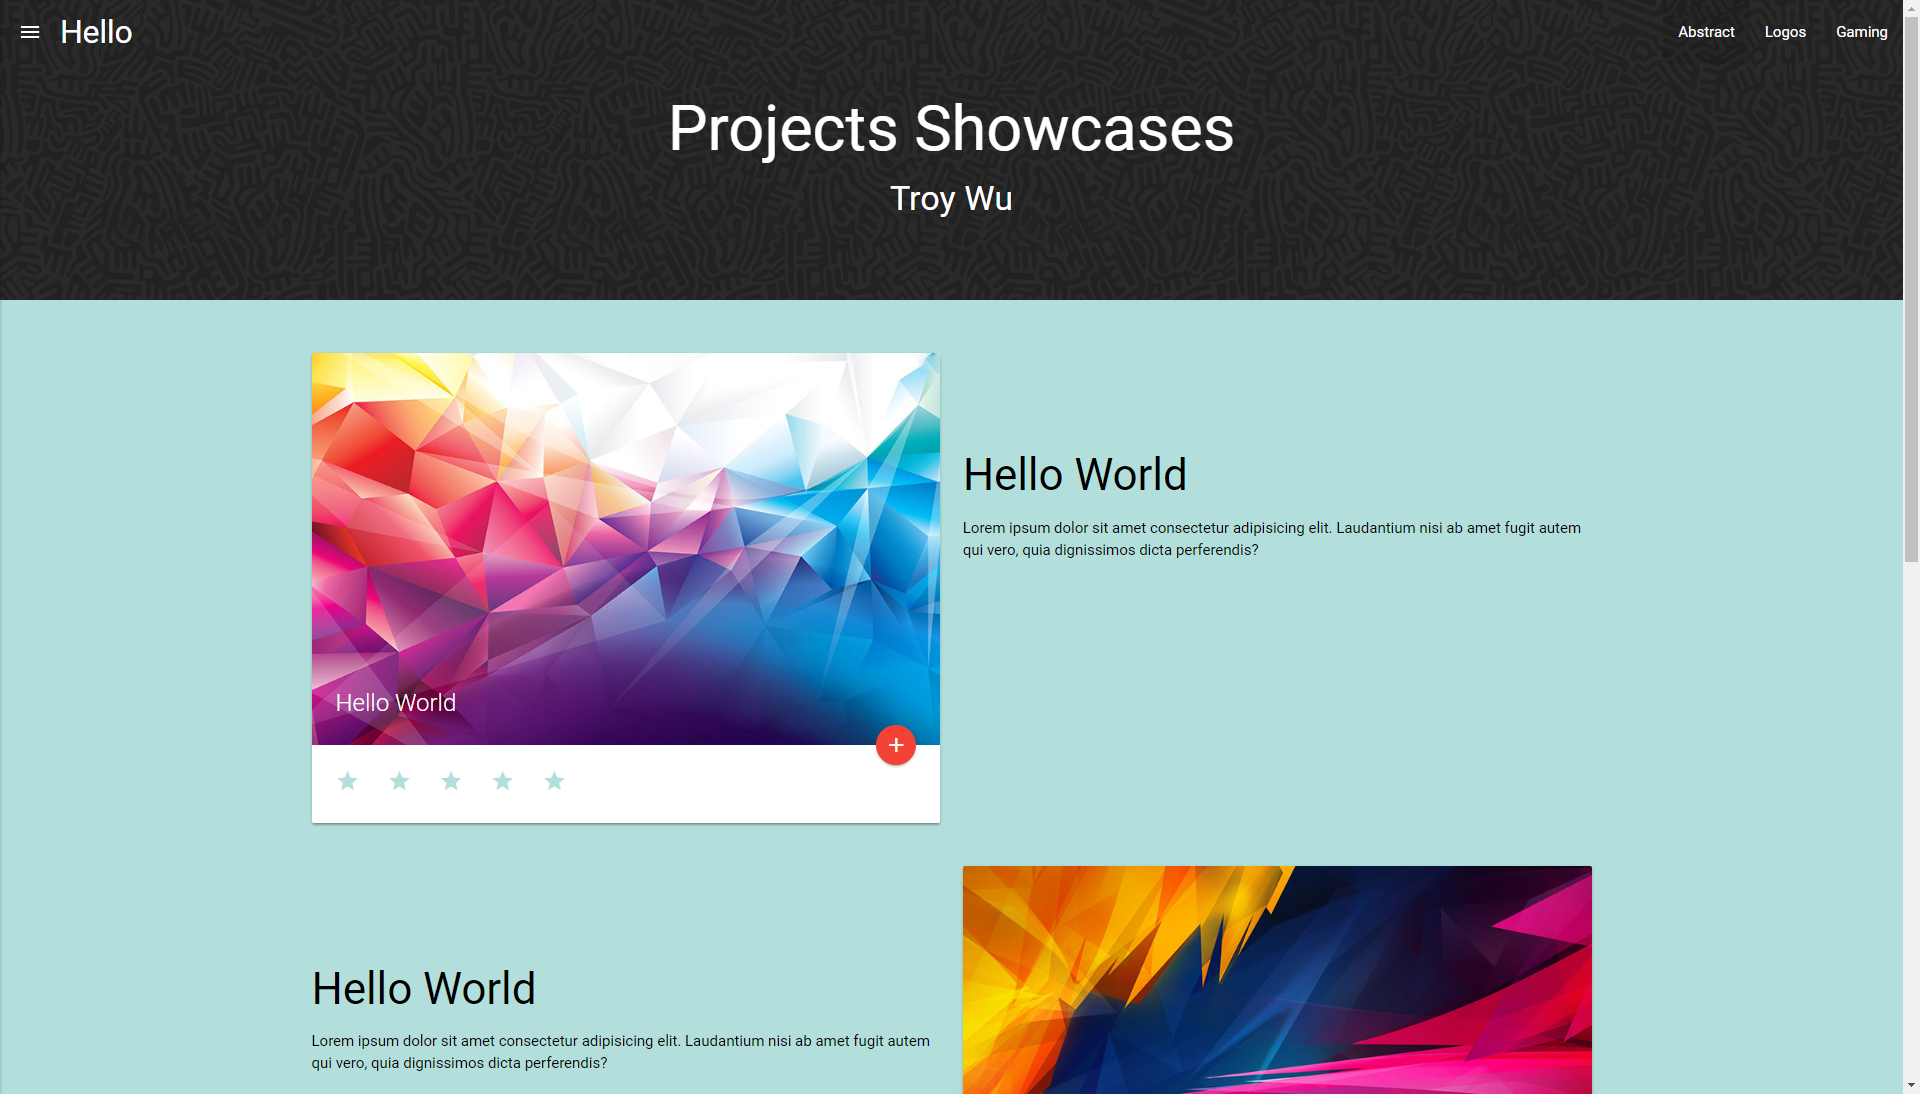 Hello
Abstract Logos Gaming
Projects Showcases
Troy Wu
Hello World
Lorem ipsum dolor sit amet consectetur adipisicing elit. Laudantium nisi ab amet fugit autem
qui vero, quia dignissimos dicta perferendis?
Hello World
Hello World
Lorem ipsum dolor sit amet consectetur adipisicing elit. Laudantium nisi ab amet fugit autem
qui vero, quia dignissimos dicta perferendis?